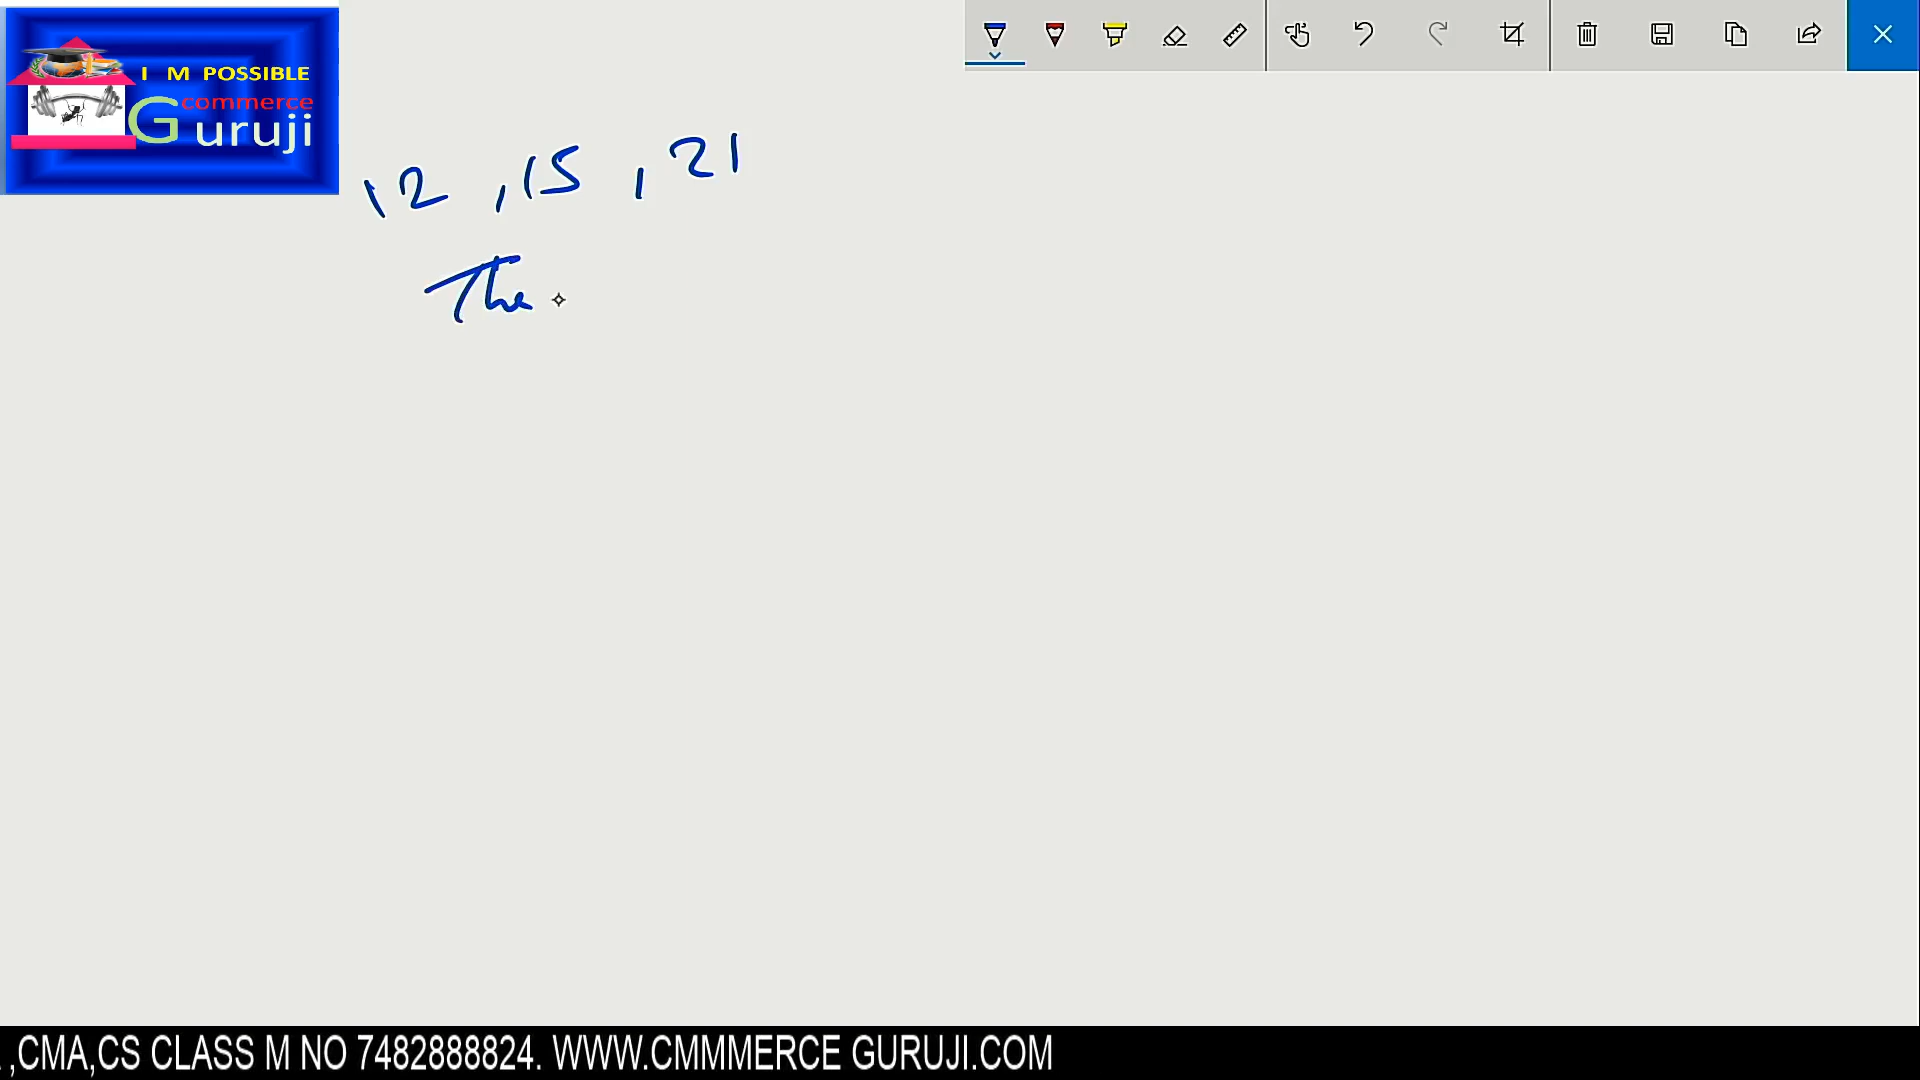 I M POSSIBLE
commerce
Guruji
12 , 15 , 21
The
,CMA,CS CLASS M NO 7482888824. WWW.CMMMERCE GURUJI.COM